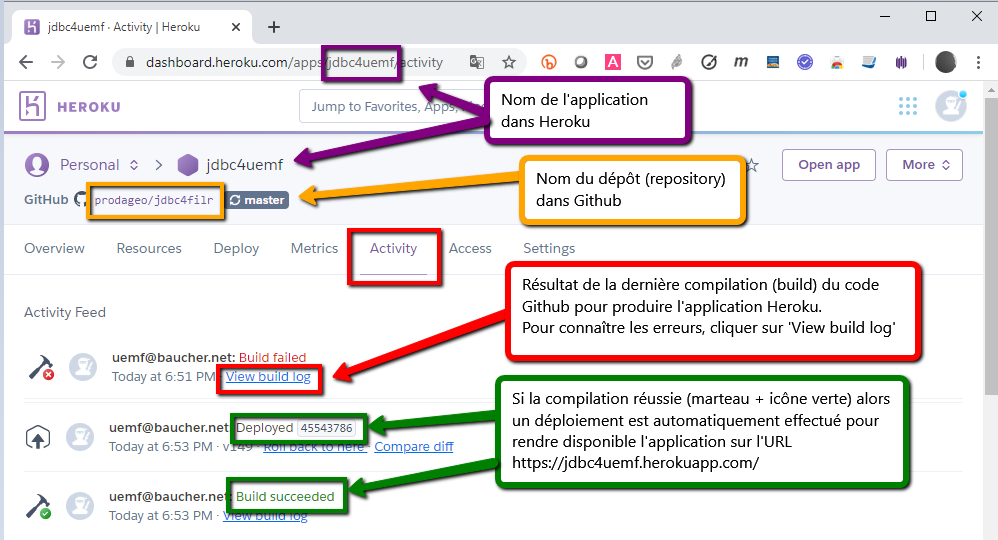 jdbc4uemf · Activity | Heroku
dashboard.heroku.com/apps/jdbc4uemf/activity
HEROKU
Jump to Favorites, Apps,
Nom de l'application
dans Heroku
Personal
jdbc4uemf
Open app
More
GitHub
prodageo/jdbc4filr
master
Nom du dépôt (repository)
dans Github
Overview
Resources
Deploy
Metrics
Activity
Access
Settings
Résultat de la dernière compilation (build) du code
Github pour produire l'application Heroku.
Pour connaître les erreurs, cliquer sur 'View build log'
Activity Feed
uemf@baucher.net: Build failed
Today at 6:51 PM · View build log
Si la compilation réussie (marteau + icône verte) alors
un déploiement est automatiquement effectué pour
rendre disponible l'application sur l'URL
https://jdbc4uemf.herokuapp.com/
uemf@baucher.net: Deployed 45543786
Today at 6:53 PM · v149 · Roll back to here · Compare diff
uemf@baucher.net: Build succeeded
Today at 6:53 PM · View build log